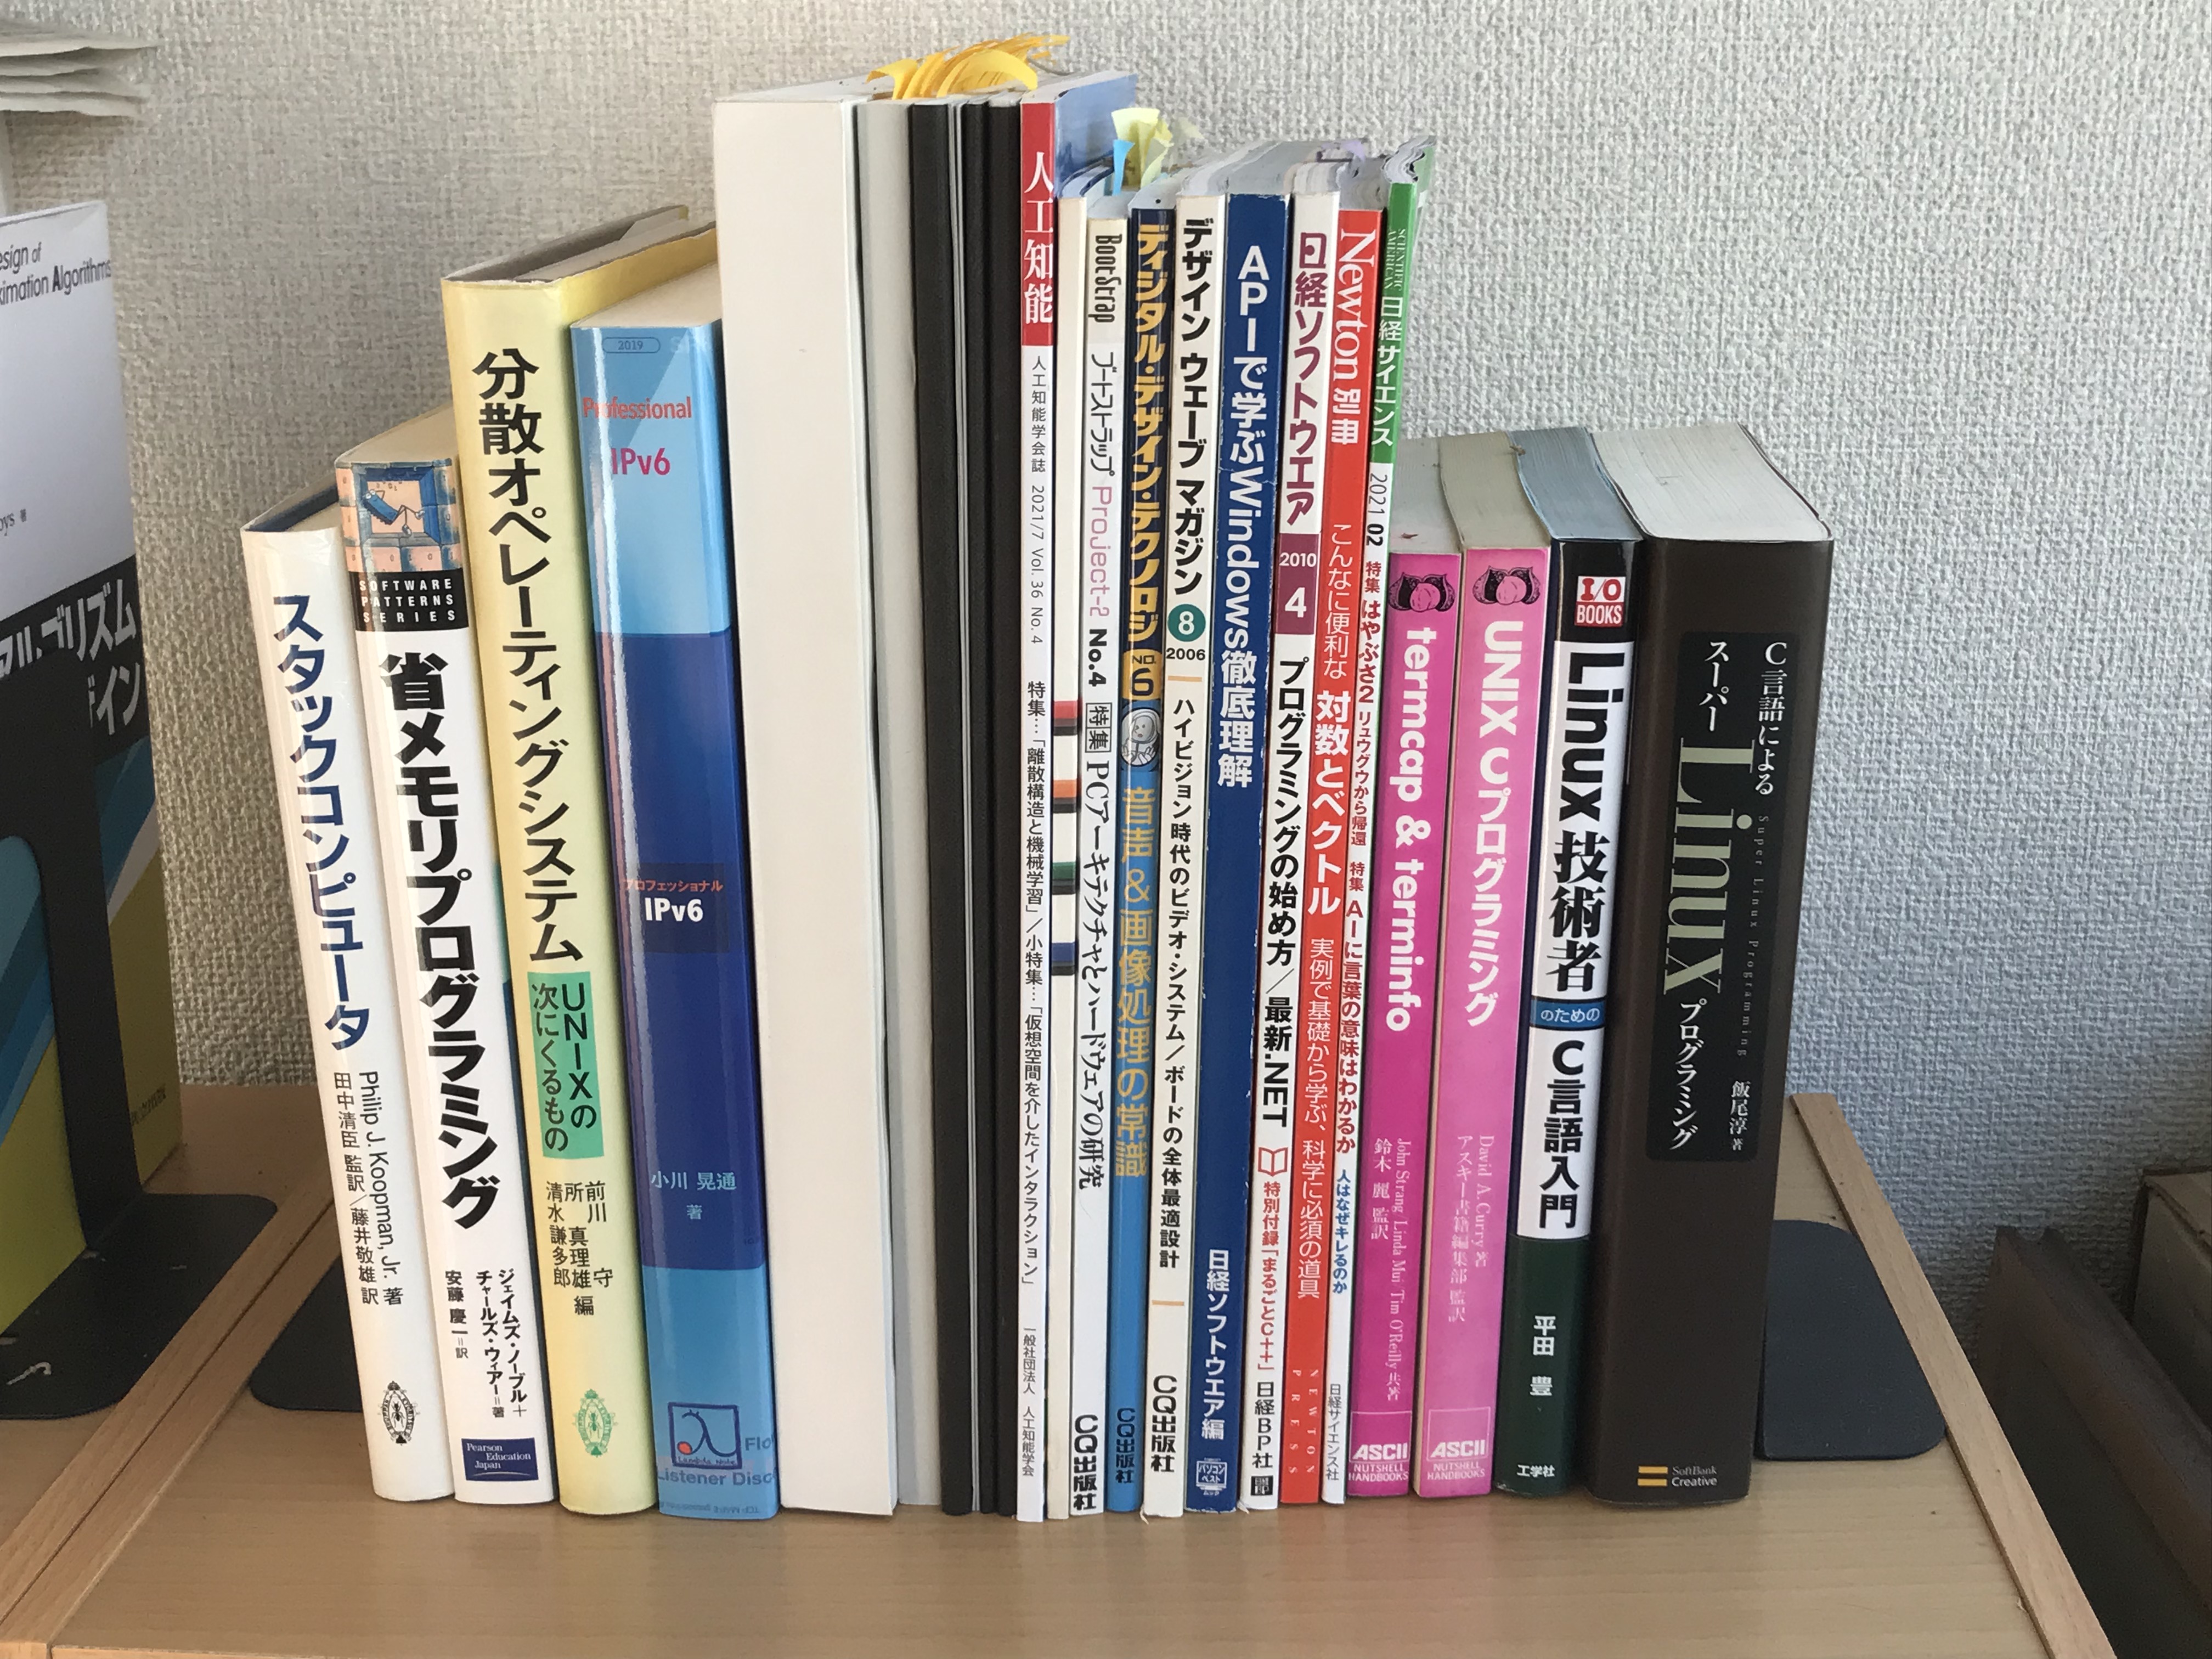 esign of
ximation Algorithms
oys 著
アルゴリズム
デイン
スタックコンピュータ
Philip J. Koopman, Jr. 著
田中清臣 監訳／藤井敬雄 訳
SOFTWARE
PATTERNS
SERIES
省メモリプログラミング
ジェイムズ・ノーブル+
チャールズ・ウィアー=著
安藤慶一=訳
Pearson
Education
Japan
分散オペレーティングシステム
UNIXの
次にくるもの
前川 守
所 真理雄
清水謙多郎
編
2019
Professional
IPv6
プロフェッショナル
IPv6
小川 晃通
著
Listener Disc
人工知能
人工知能学会誌 2021/7 Vol. 36 No. 4
特集…「離散構造と機械学習」／小特集…「仮想空間を介したインタラクション」
一般社団法人 人工知能学会
BootStrap
ブートストラップ Project-2 No.4
特集 PCアーキテクチャとハードウェアの研究
CQ出版社
ディジタル・デザイン・テクノロジ
NO.
6
音声&画像処理の常識
CQ出版社
デザイン ウェーブ マガジン
8
2006
ハイビジョン時代のビデオ・システム／ボードの全体最適設計
CQ出版社
APIで学ぶWindows徹底理解
日経ソフトウエア編
パソコン
ベスト
ムック
日経ソフトウエア
2010
4
プログラミングの始め方／最新.NET
特別付録「まるごとC++」
日経BP社
Newton別冊
こんなに便利な 対数とベクトル
実例で基礎から学ぶ、科学に必須の道具
NEWTON
PRESS
SCIENTIFIC
AMERICAN
日経サイエンス
2021 02
特集 はやぶさ2 リュウグウから帰還
特集 AIに言葉の意味はわかるか
人はなぜキレるのか
日経サイエンス社
termcap & terminfo
John Strang Linda Mui Tim O'Reilly 共著
鈴木 麗 監訳
ASCII
NUTSHELL
HANDBOOKS
UNIX Cプログラミング
David A. Curry 著
アスキー書籍編集部 監訳
ASCII
NUTSHELL
HANDBOOKS
I/O
BOOKS
Linux技術者
のための
C言語入門
平田 豊
工学社
C言語による
スーパー Linux プログラミング
Super Linux Programming
飯尾淳 著
SoftBank
Creative